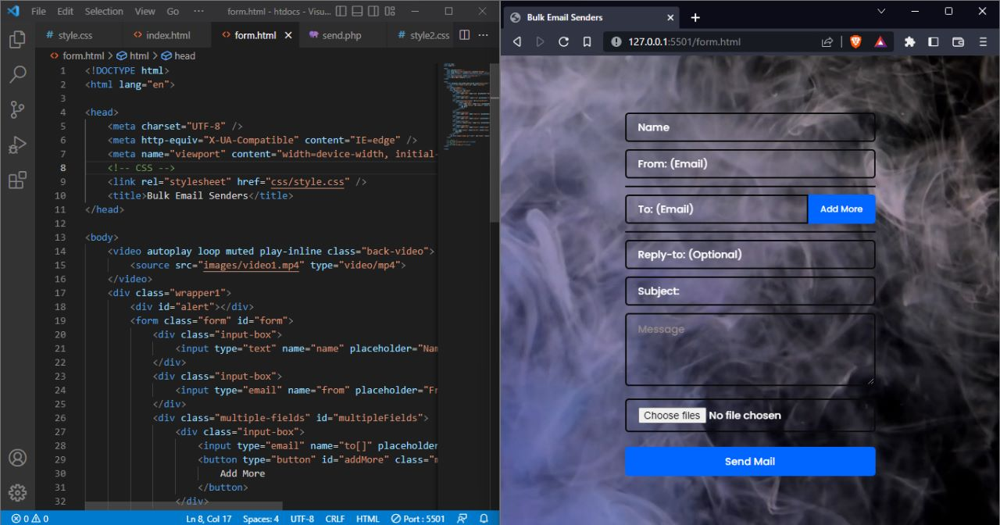 File Edit Selection View Go ··· form.html - htdocs - Visu...
style.css index.html form.html send.php style2.css
form.html > html > head
1 <!DOCTYPE html>
2 <html lang="en">
3
4 <head>
5 <meta charset="UTF-8" />
6 <meta http-equiv="X-UA-Compatible" content="IE=edge" />
7 <meta name="viewport" content="width=device-width, initial-
8 <!-- CSS -->
9 <link rel="stylesheet" href="css/style.css" />
10 <title>Bulk Email Senders</title>
11 </head>
12
13 <body>
14 <video autoplay loop muted play-inline class="back-video">
15 <source src="images/video1.mp4" type="video/mp4">
16 </video>
17 <div class="wrapper1">
18 <div id="alert"></div>
19 <form class="form" id="form">
20 <div class="input-box">
21 <input type="text" name="name" placeholder="Nam
22 </div>
23 <div class="input-box">
24 <input type="email" name="from" placeholder="Fr
25 </div>
26 <div class="multiple-fields" id="multipleFields">
27 <div class="input-box">
28 <input type="email" name="to[]" placeholder
29 <button type="button" id="addMore" class="m
30 Add More
31 </button>
32 </div>
0 0 Ln 8, Col 17 Spaces: 4 UTF-8 CRLF HTML Port : 5501
Bulk Email Senders
127.0.0.1:5501/form.html
Name
From: (Email)
To: (Email) Add More
Reply-to: (Optional)
Subject:
Message
Choose files No file chosen
Send Mail